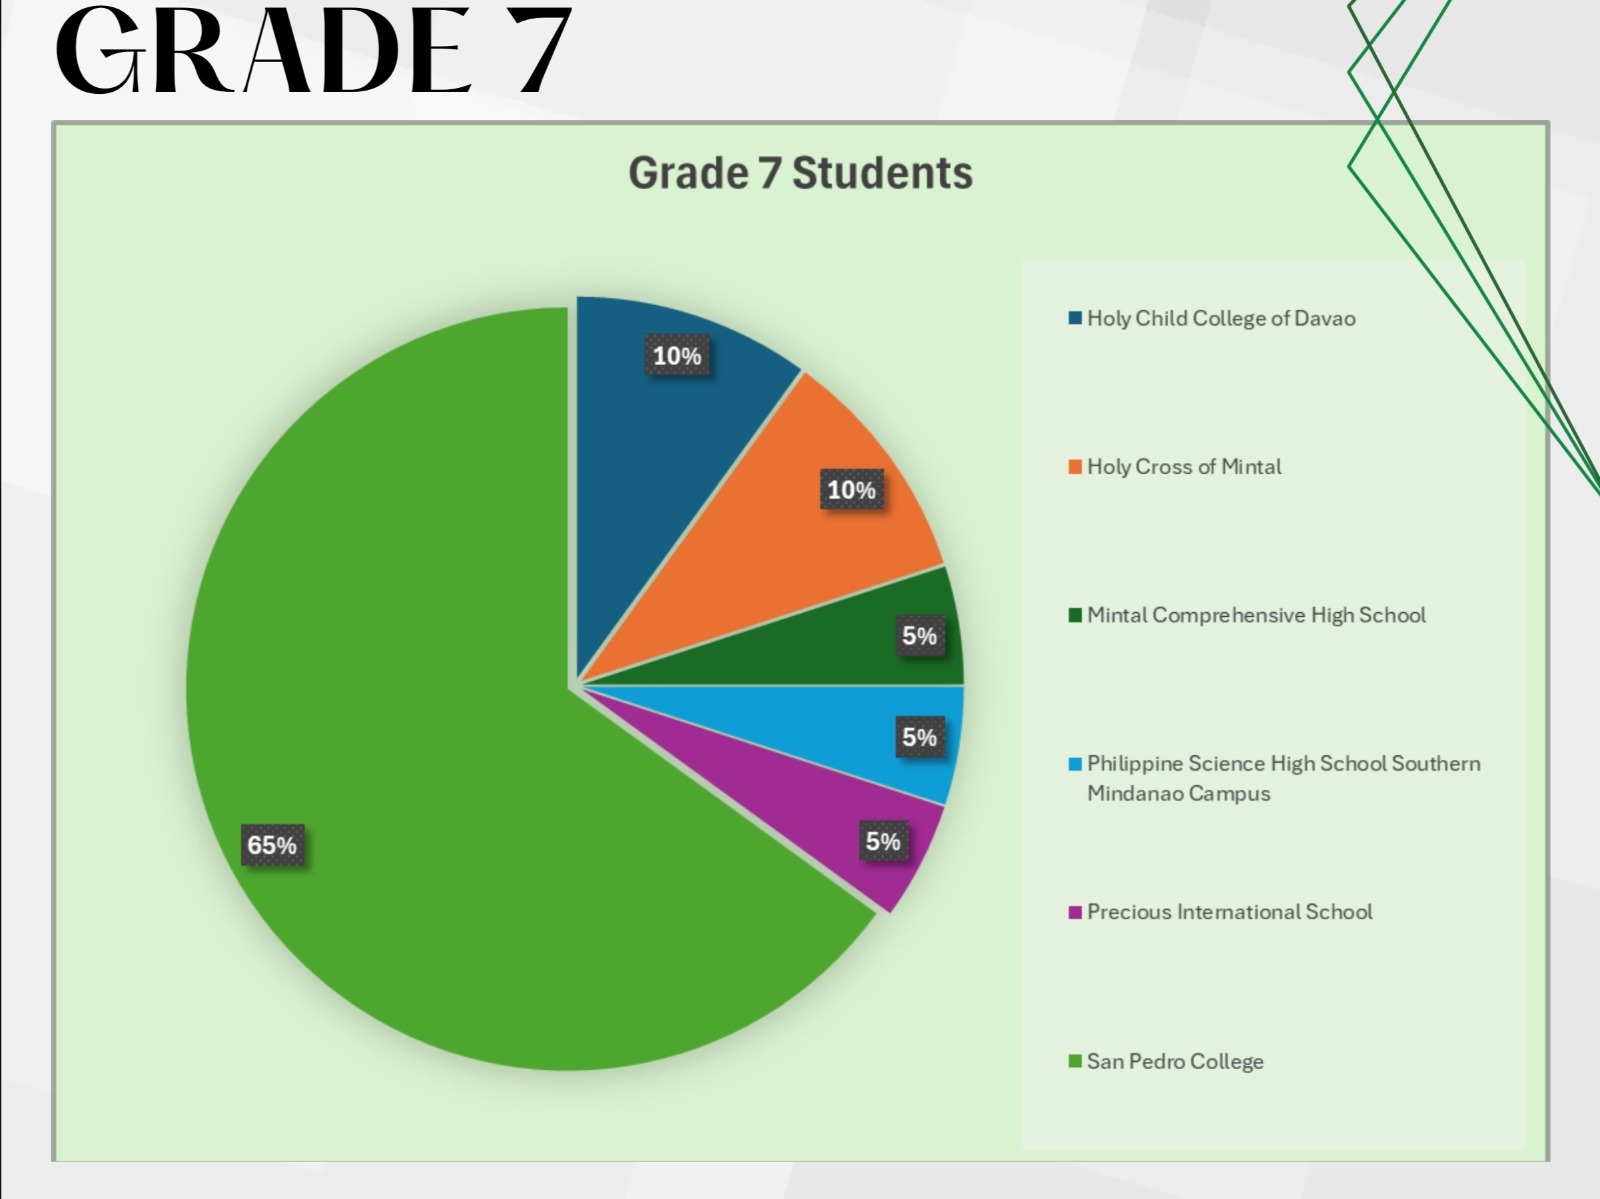 GRADE 7
Grade 7 Students
10%
10%
5%
5%
5%
65%
Holy Child College of Davao
Holy Cross of Mintal
Mintal Comprehensive High School
Philippine Science High School Southern
Mindanao Campus
Precious International School
San Pedro College